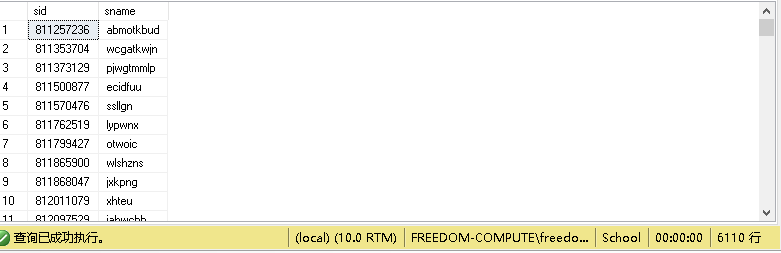 sid sname
1 811257236 abmotkbud
2 811353704 wcgatkwjn
3 811373129 pjwgtmmlp
4 811500877 ecidfuu
5 811570476 ssllgn
6 811762519 lypwnx
7 811799427 otwoic
8 811865900 wlshzns
9 811868047 jxkpng
10 812011079 xhteu
11 812097529
查询已成功执行。 (local) (10.0 RTM) FREEDOM-COMPUTE\freedo... School 00:00:00 6110 行